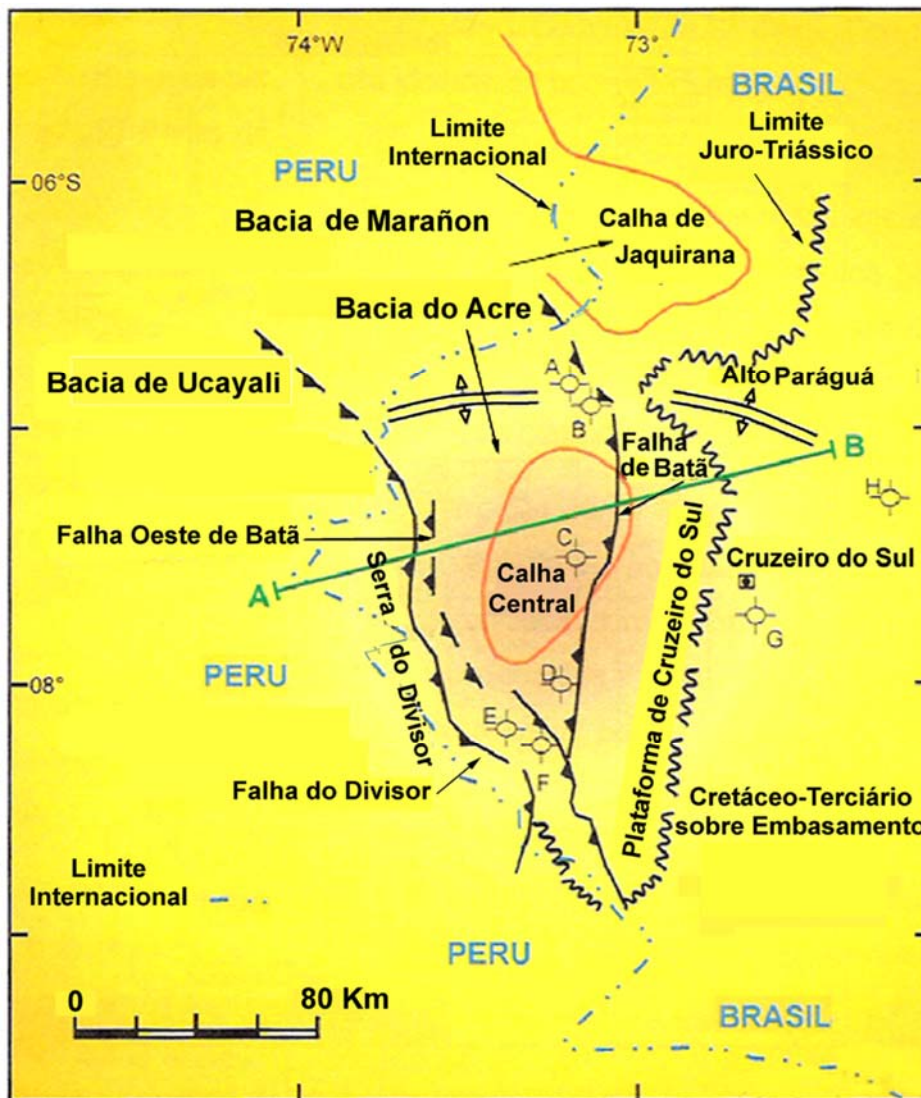 74°W
73°
BRASIL
Limite
Juro-Triássico
Limite
Internacional
PERU
06°S
Bacia de Marañon
Calha de
Jaquirana
Bacia do Acre
Bacia de Ucayali
Alto Paráguá
A
B
Falha
de Batã
B
H
Falha Oeste de Batã
C
Cruzeiro do Sul
Calha
Central
A
Serra do Divisor
Plataforma de Cruzeiro do Sul
G
PERU
08°
D
E
F
Falha do Divisor
Cretáceo-Terciário
sobre Embasamento
Limite
Internacional
PERU
0 80 Km
BRASIL